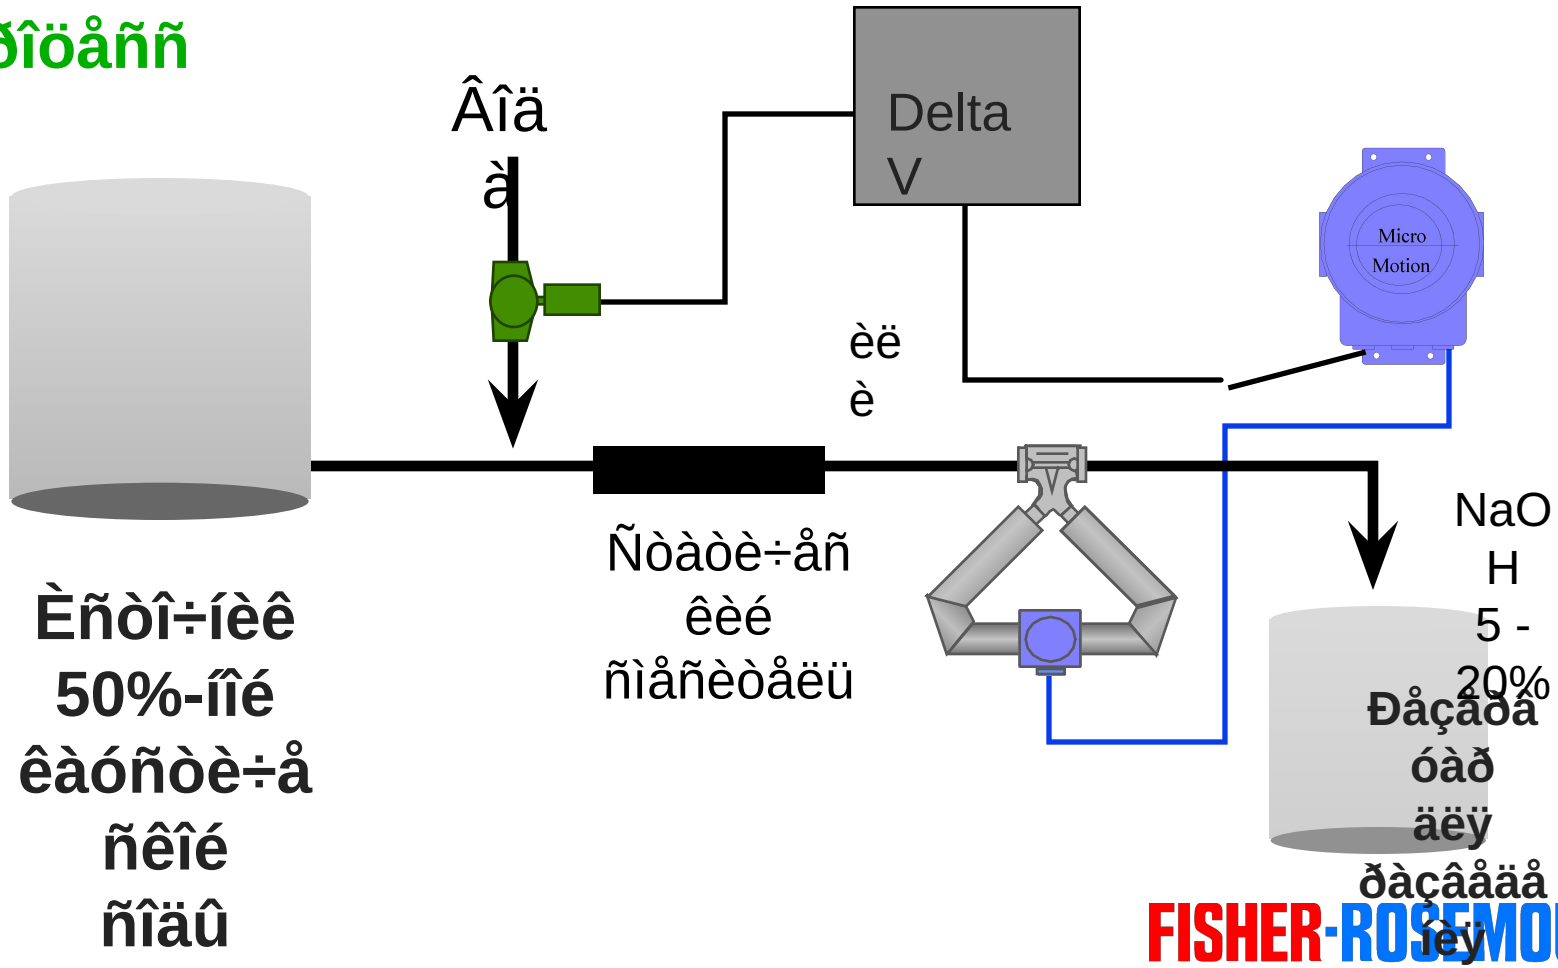 ðîöåññ
Âîä
à
Delta
V
Micro
Motion
èë
è
Ñòàòè÷åñ
êèé
ñìåñèòåëü
NaO
H
5 -
20%
Èñòî÷íèê
50%-íîé
êàóñòè÷å
ñêîé
ñîäû
Ðåçåðâ
óàð
äëÿ
ðàçâåäå
íèÿ
FISHER-ROSEMO